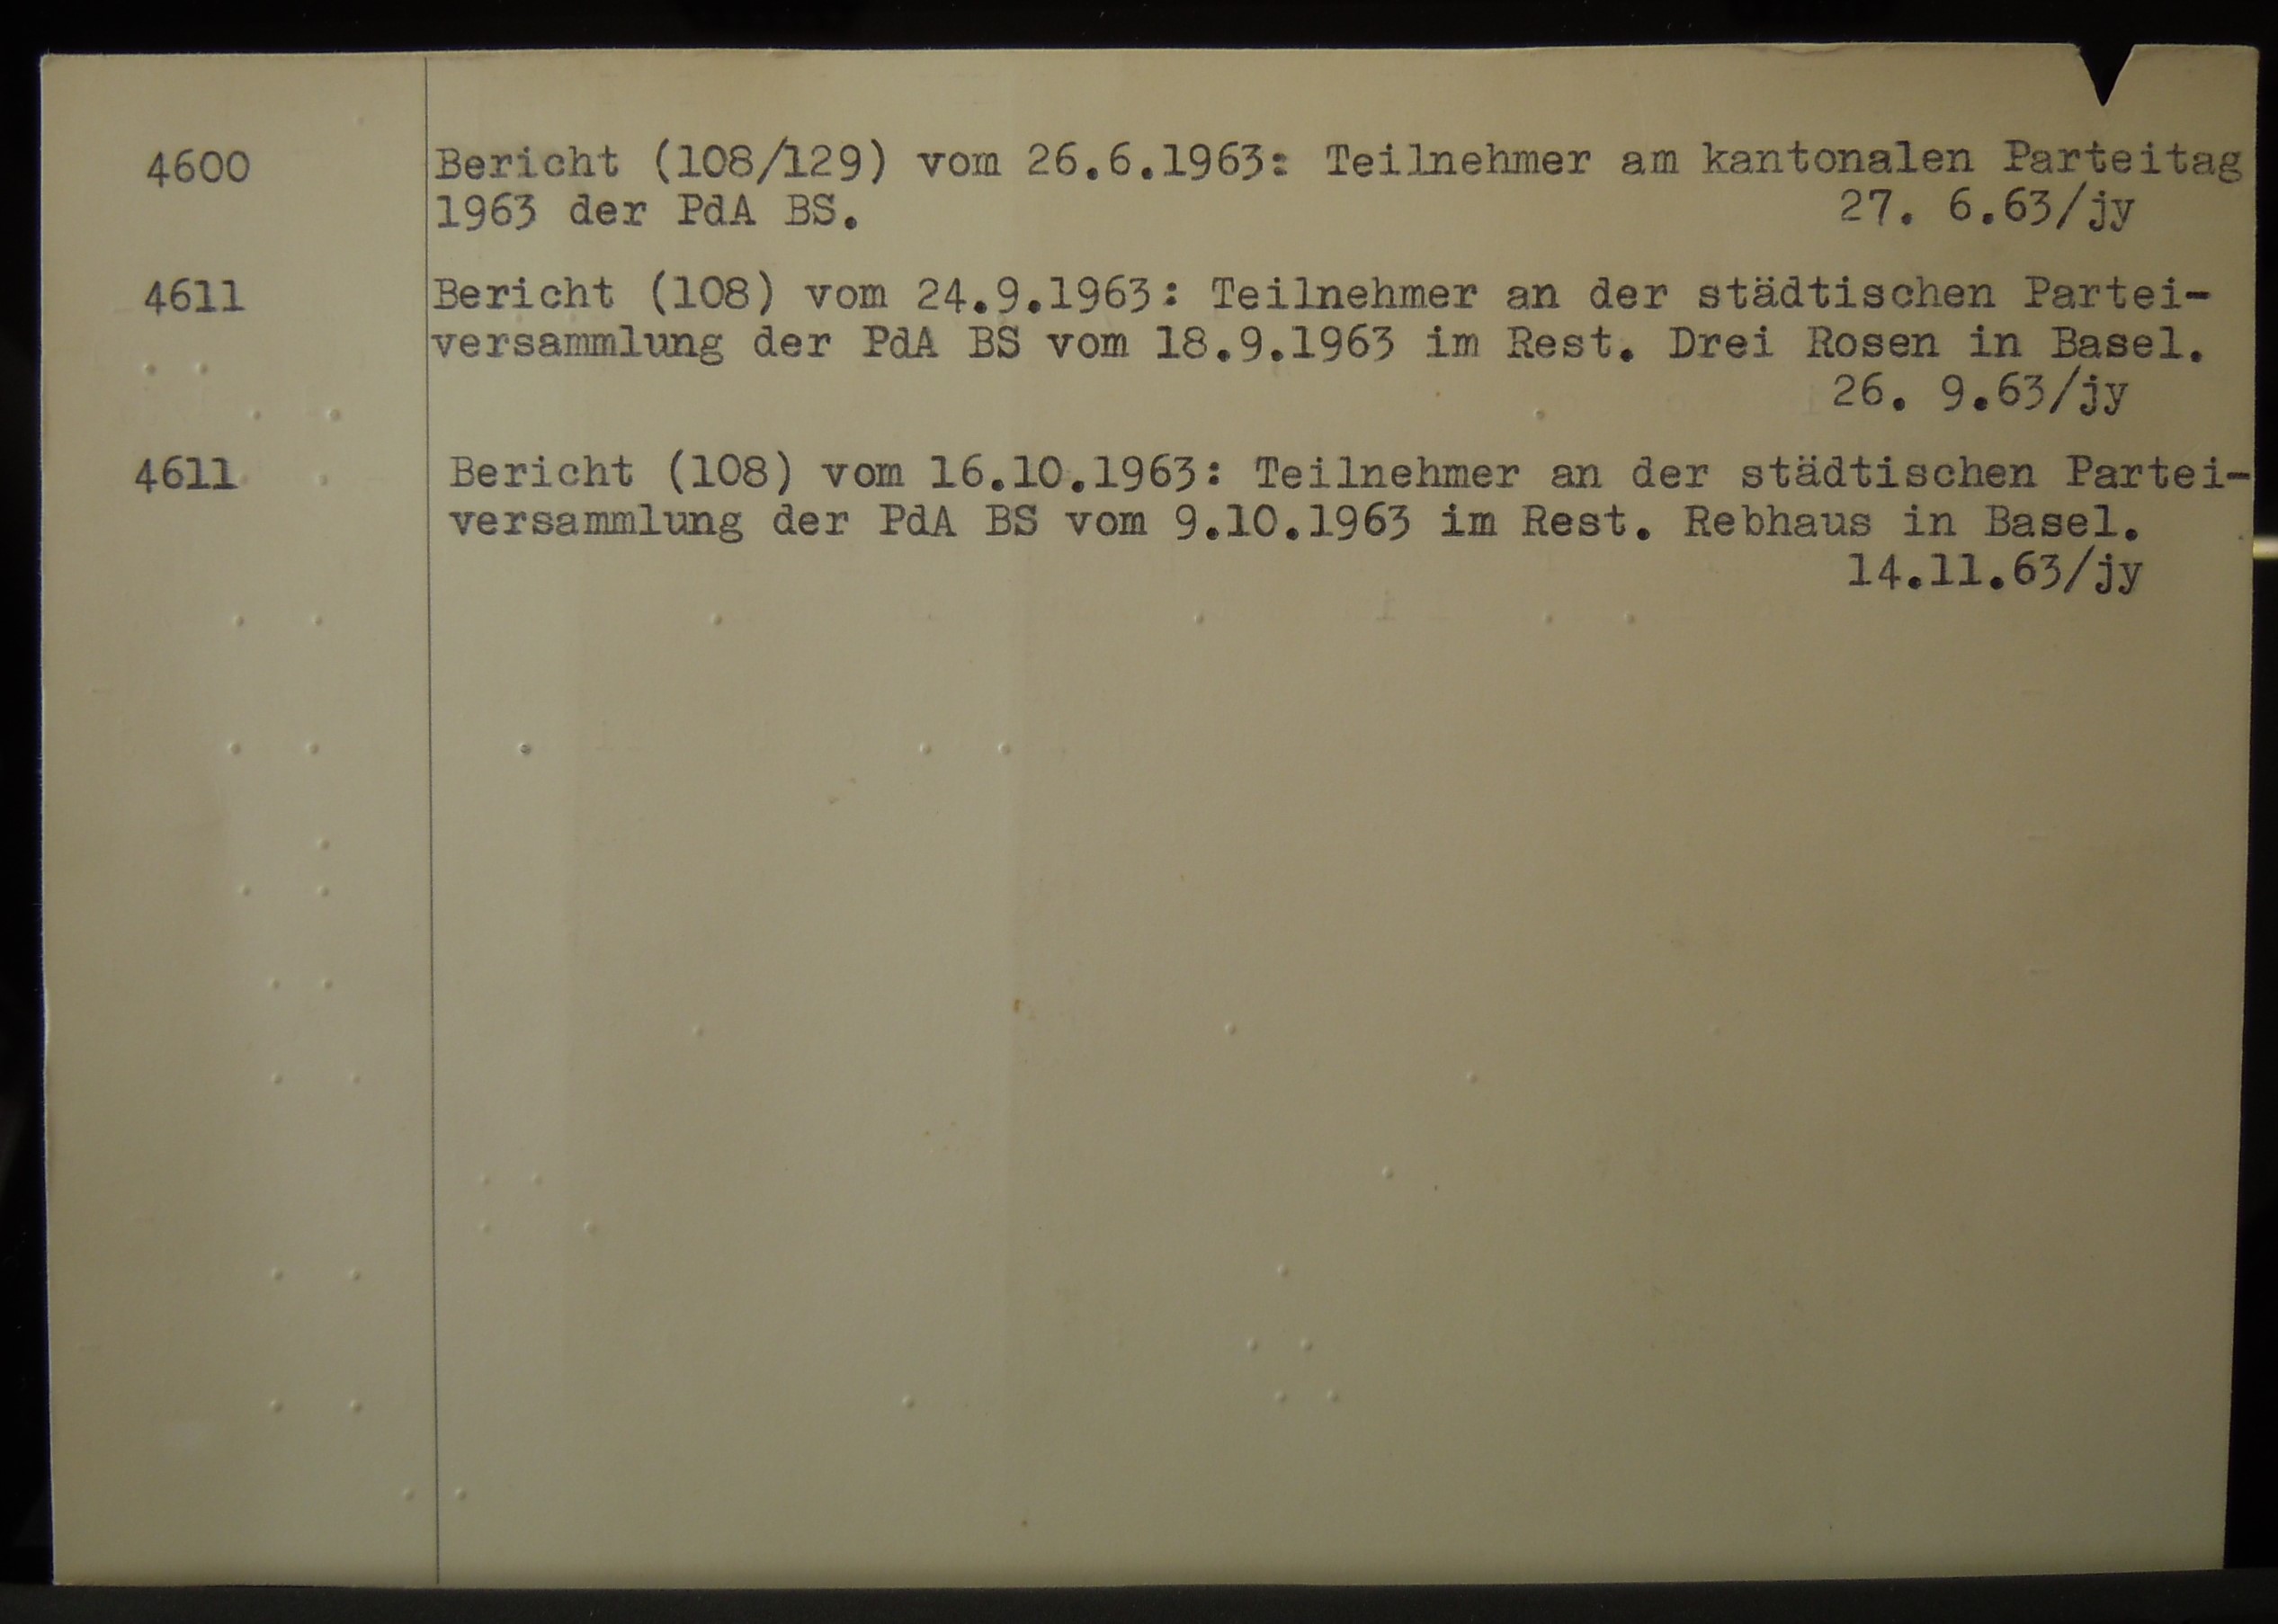 4600 Bericht (108/129) vom 26.6.1963: Teilnehmer am kantonalen Parteitag
1963 der PdA BS. 27. 6.63/jy
4611 Bericht (108) vom 24.9.1963: Teilnehmer an der städtischen Partei-
versammlung der PdA BS vom 18.9.1963 im Rest. Drei Rosen in Basel.
26. 9.63/jy
4611 Bericht (108) vom 16.10.1963: Teilnehmer an der städtischen Partei-
versammlung der PdA BS vom 9.10.1963 im Rest. Rebhaus in Basel.
14.11.63/jy